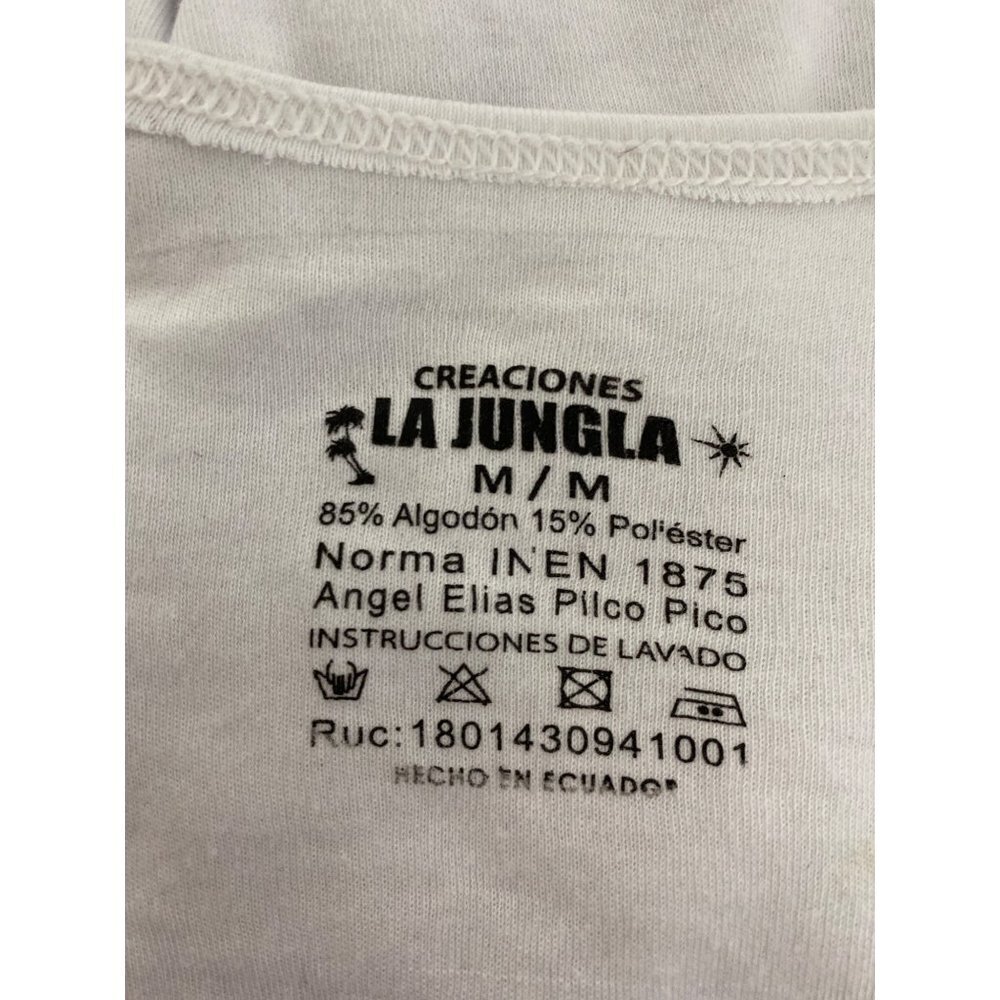 CREACIONES
LA JUNGLA
M / M
85% Algodón 15% Poliéster
Norma INEN 1875
Angel Elias Pilco Pico
INSTRUCCIONES DE LAVADO
Ruc:1801430941001
HECHO EN ECUADOR